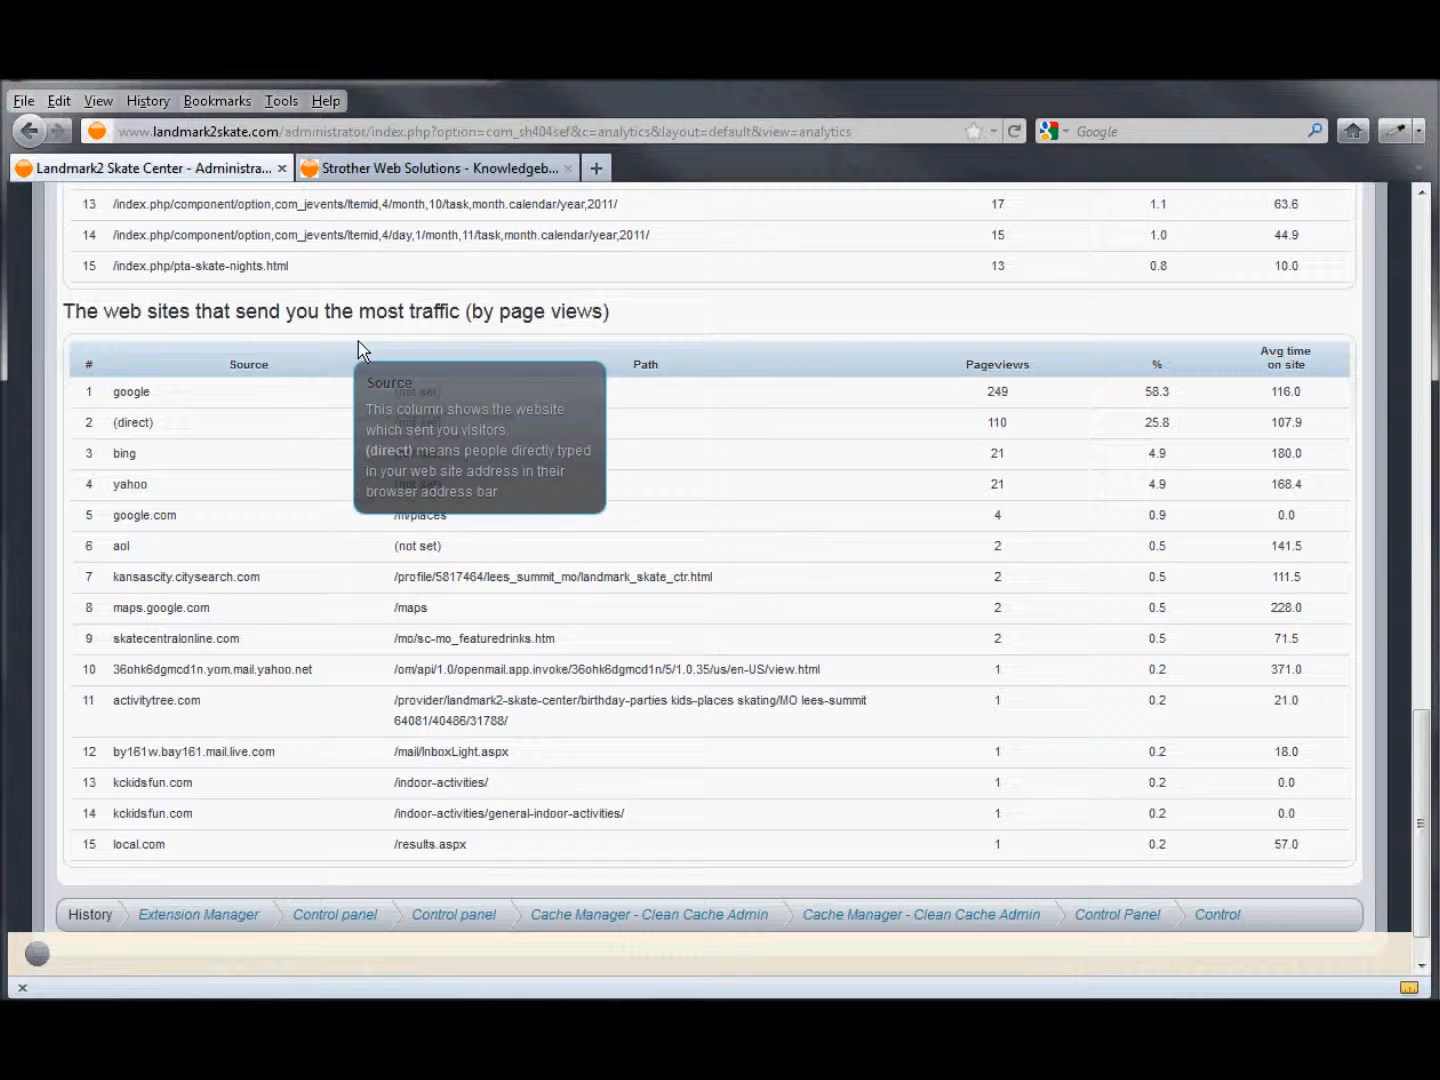 File Edit View History Bookmarks Tools Help
www.landmark2skate.com/administrator/index.php?option=com_sh404sef&c=analytics&layout=default&view=analytics Google
Landmark2 Skate Center - Administra... Strother Web Solutions - Knowledgeb...
13 /index.php/component/option,com_jevents/Itemid,4/month,10/task,month.calendar/year,2011/ 17 1.1 63.6
14 /index.php/component/option,com_jevents/Itemid,4/day,1/month,11/task,month.calendar/year,2011/ 15 1.0 44.9
15 /index.php/pta-skate-nights.html 13 0.8 10.0
The web sites that send you the most traffic (by page views)
# Source Path Pageviews % Avg time on site
1 google (not set) 249 58.3 116.0
2 (direct) 110 25.8 107.9
3 bing 21 4.9 180.0
4 yahoo (not set) 21 4.9 168.4
5 google.com /m/places 4 0.9 0.0
6 aol (not set) 2 0.5 141.5
7 kansascity.citysearch.com /profile/5817464/lees_summit_mo/landmark_skate_ctr.html 2 0.5 111.5
8 maps.google.com /maps 2 0.5 228.0
9 skatecentralonline.com /mo/sc-mo_featuredrinks.htm 2 0.5 71.5
10 36ohk6dgmcd1n.yom.mail.yahoo.net /om/api/1.0/openmail.app.invoke/36ohk6dgmcd1n/5/1.0.35/us/en-US/view.html 1 0.2 371.0
11 activitytree.com /provider/landmark2-skate-center/birthday-parties kids-places skating/MO lees-summit 1 0.2 21.0
64081/40486/31788/
12 by161w.bay161.mail.live.com /mail/InboxLight.aspx 1 0.2 18.0
13 kckidsfun.com /indoor-activities/ 1 0.2 0.0
14 kckidsfun.com /indoor-activities/general-indoor-activities/ 1 0.2 0.0
15 local.com /results.aspx 1 0.2 57.0
Source
This column shows the website
which sent you visitors.
(direct) means people directly typed
in your web site address in their
browser address bar
History Extension Manager Control panel Control panel Cache Manager - Clean Cache Admin Cache Manager - Clean Cache Admin Control Panel Control